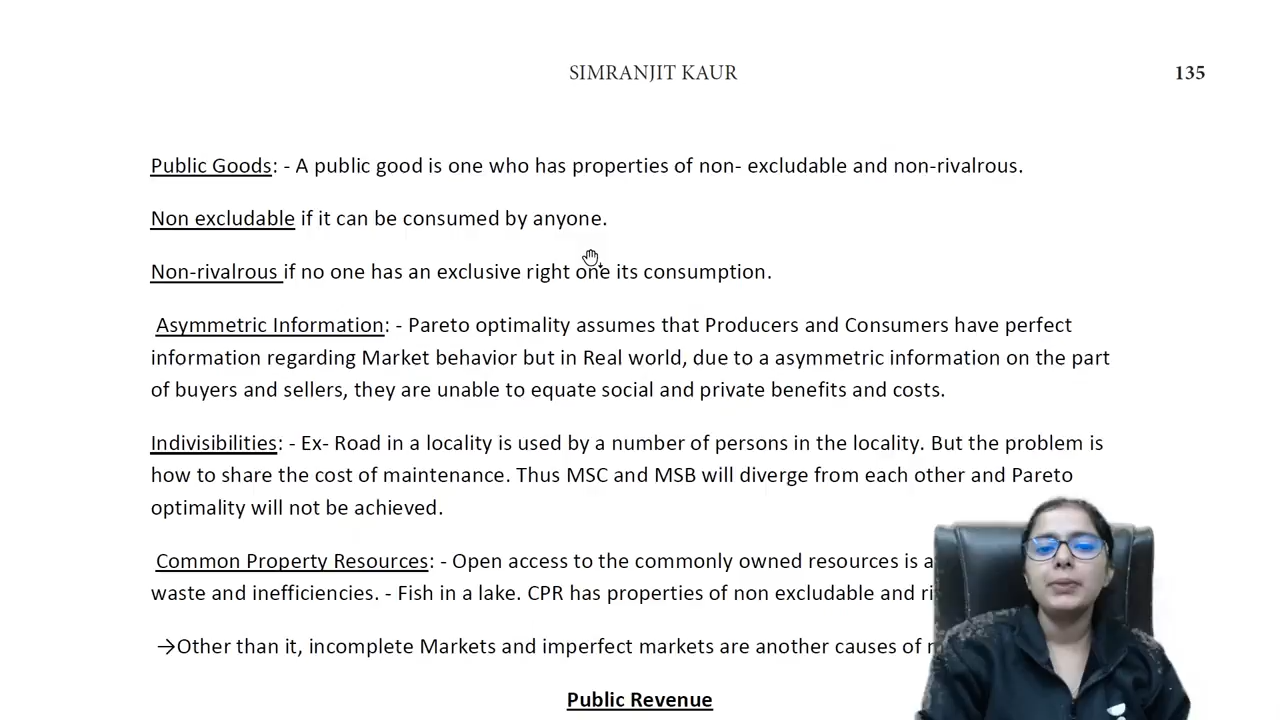 SIMRANJIT KAUR 135
Public Goods: - A public good is one who has properties of non- excludable and non-rivalrous.
Non excludable if it can be consumed by anyone.
Non-rivalrous if no one has an exclusive right one its consumption.
Asymmetric Information: - Pareto optimality assumes that Producers and Consumers have perfect
information regarding Market behavior but in Real world, due to a asymmetric information on the part
of buyers and sellers, they are unable to equate social and private benefits and costs.
Indivisibilities: - Ex- Road in a locality is used by a number of persons in the locality. But the problem is
how to share the cost of maintenance. Thus MSC and MSB will diverge from each other and Pareto
optimality will not be achieved.
Common Property Resources: - Open access to the commonly owned resources is
waste and inefficiencies. - Fish in a lake. CPR has properties of non excludable and
→Other than it, incomplete Markets and imperfect markets are another causes of
Public Revenue